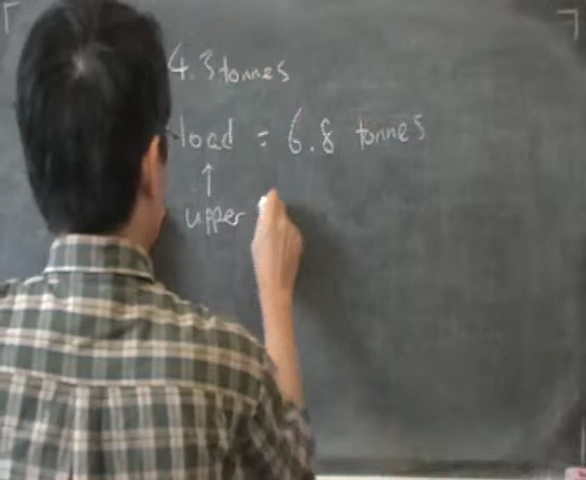 4.3 tonnes
load = 6.8 tonnes
↑
upper